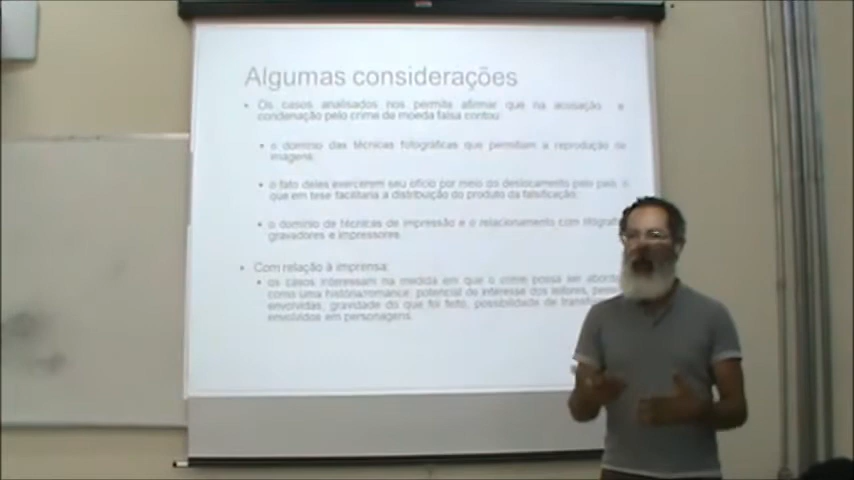 Algumas considerações
Os casos analisados nos permite afirmar que na acusação e
condenação pelo crime de moeda falsa contou:
o domínio das técnicas fotográficas que permitiam a reprodução de
imagens;
o fato deles exercerem seu ofício por meio do deslocamento pelo país, o
que em tese facilitaria a distribuição do produto da falsificação;
o domínio de técnicas de impressão e o relacionamento com
gravadores e impressores.
Com relação à imprensa:
os casos interessam na medida em que o crime possa ser
como uma história/romance: potencial de interesse dos leitores,
envolvidas, gravidade do que foi feito, possibilidade de
envolvidos em personagens.